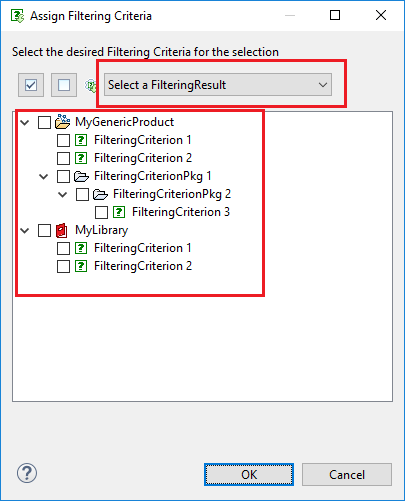 Assign Filtering Criteria
Select the desired Filtering Criteria for the selection
Select a FilteringResult
MyGenericProduct
FilteringCriterion 1
FilteringCriterion 2
FilteringCriterionPkg 1
FilteringCriterionPkg 2
FilteringCriterion 3
MyLibrary
FilteringCriterion 1
FilteringCriterion 2
OK
Cancel